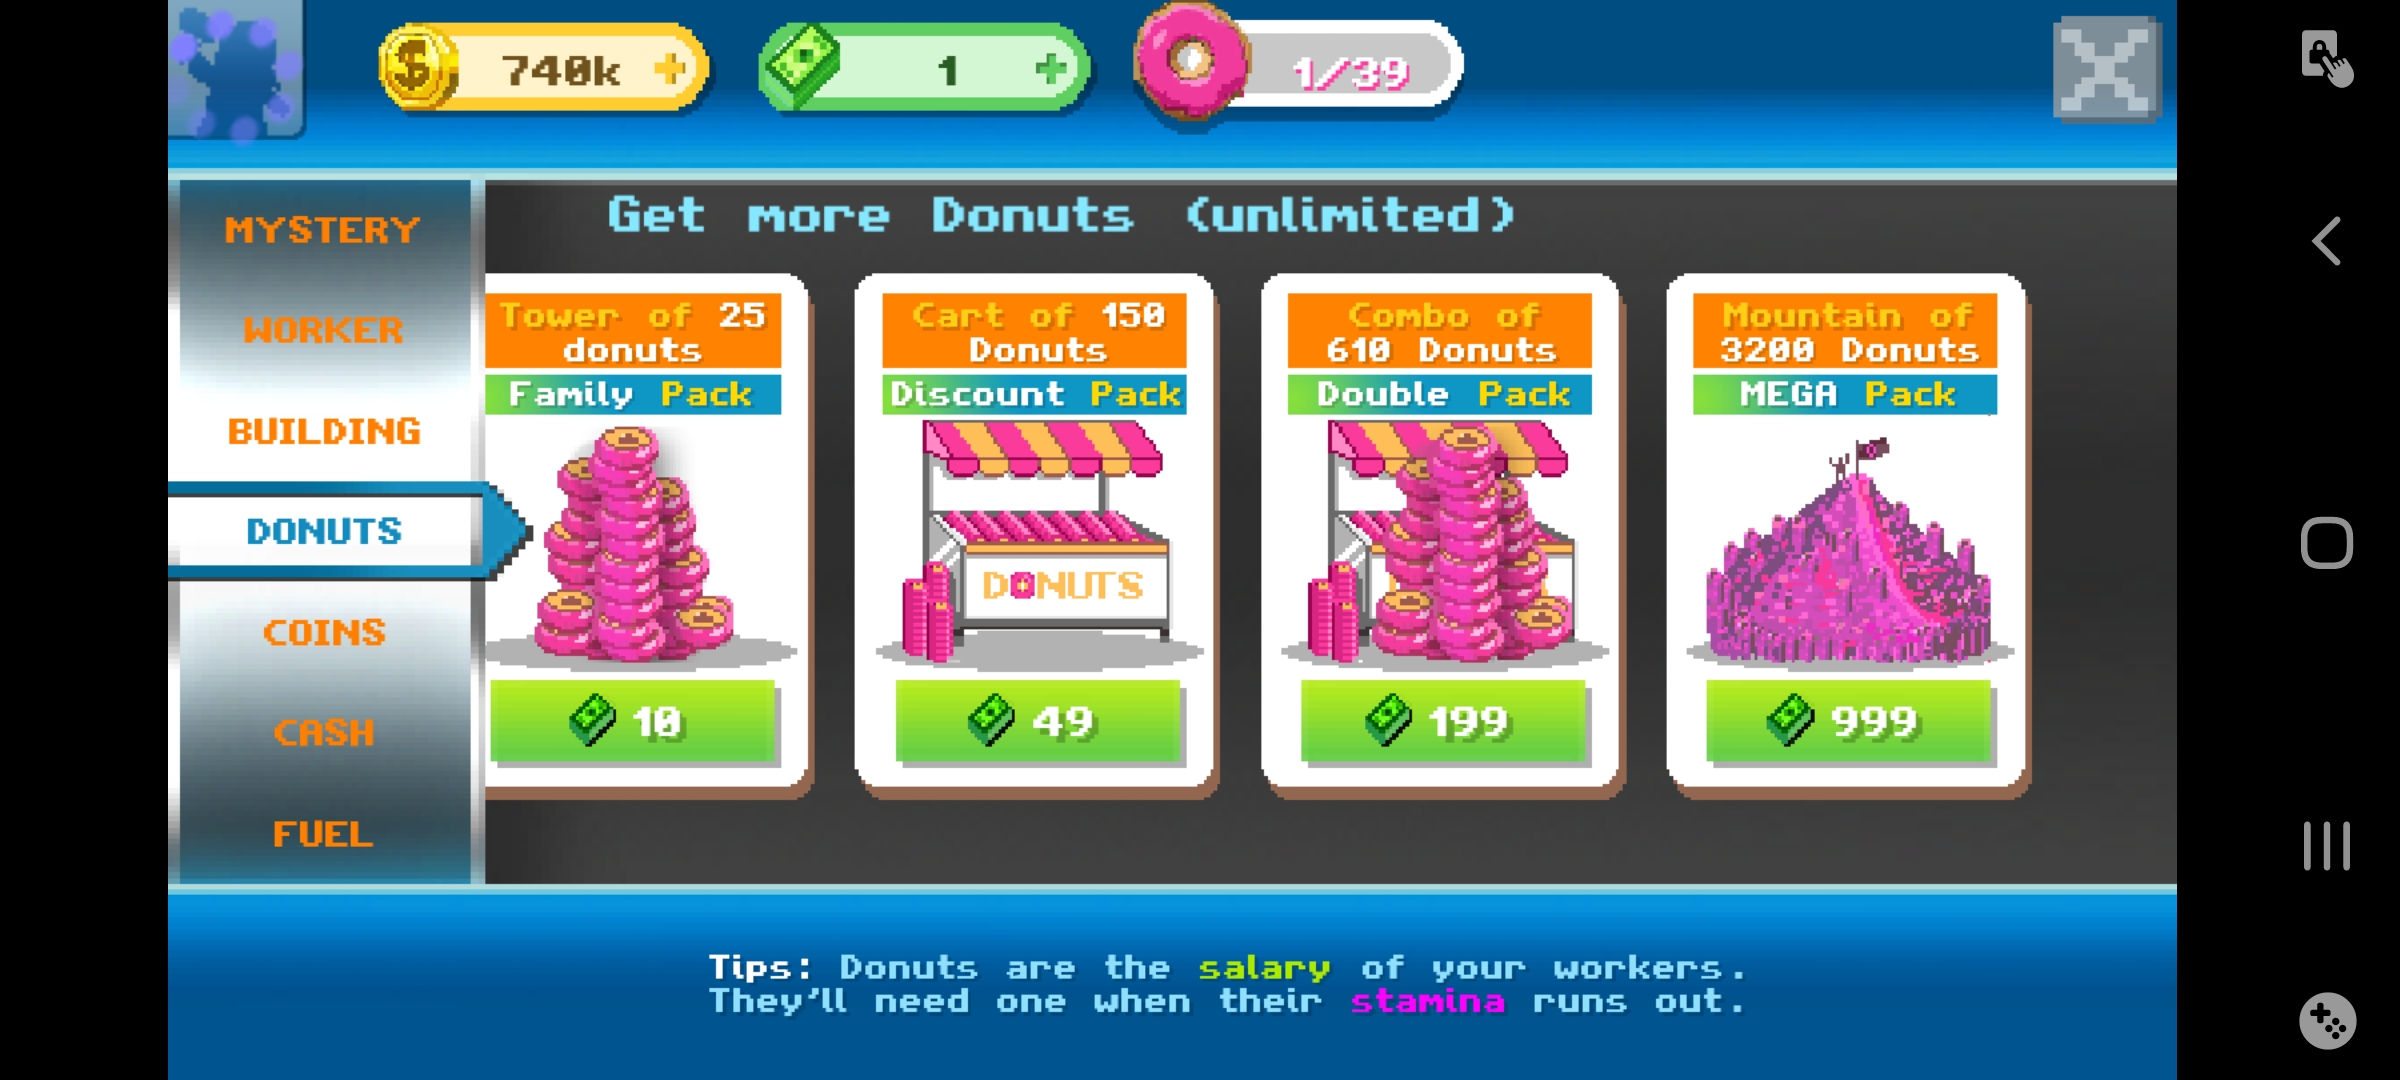 740k
1
1/39
MYSTERY
WORKER
BUILDING
DONUTS
COINS
CASH
FUEL
Get more Donuts (unlimited)
Tower of 25
donuts
Family Pack
10
Cart of 150
Donuts
Discount Pack
DONUTS
49
Combo of
610 Donuts
Double Pack
199
Mountain of
3200 Donuts
MEGA Pack
999
Tips: Donuts are the salary of your workers.
They'll need one when their stamina runs out.